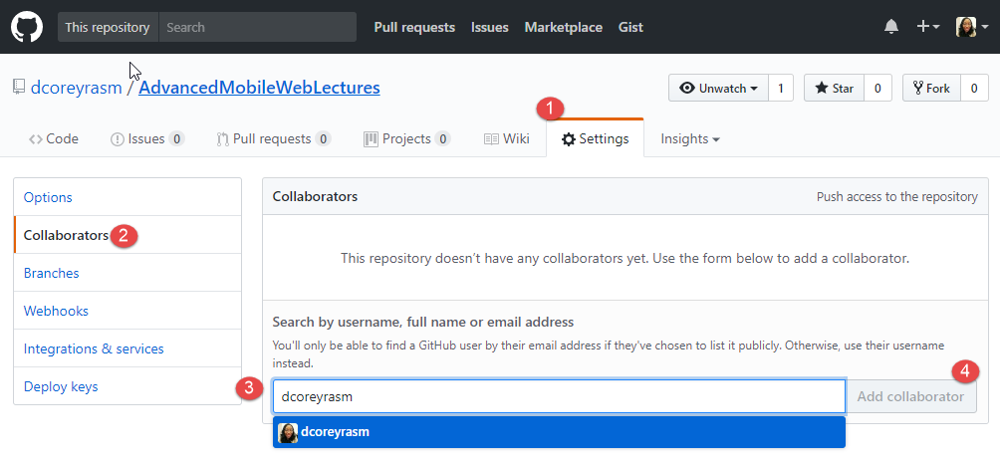 This repository Search Pull requests Issues Marketplace Gist
dcoreyrasm / AdvancedMobileWebLectures Unwatch 1 Star 0 Fork 0
1
Code Issues 0 Pull requests 0 Projects 0 Wiki Settings Insights
Options
Collaborators 2
Branches
Webhooks
Integrations & services
Deploy keys
Collaborators Push access to the repository
This repository doesn't have any collaborators yet. Use the form below to add a collaborator.
Search by username, full name or email address
You'll only be able to find a GitHub user by their email address if they've chosen to list it publicly. Otherwise, use their username
instead.
4
3 dcoreyrasm Add collaborator
dcoreyrasm